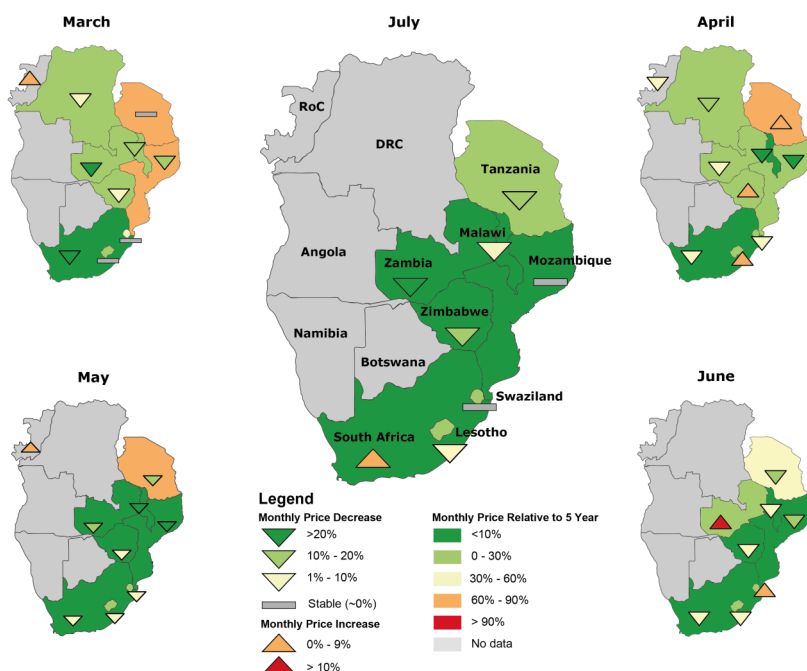 March
July
April
RoC
DRC
Tanzania
Angola
Malawi
Zambia
Mozambique
Zimbabwe
Namibia
Botswana
Swaziland
South Africa
Lesotho
May
June
Legend
Monthly Price Decrease
>20%
10% - 20%
1% - 10%
Stable (~0%)
Monthly Price Increase
0% - 9%
> 10%
Monthly Price Relative to 5 Year
<10%
0 - 30%
30% - 60%
60% - 90%
> 90%
No data